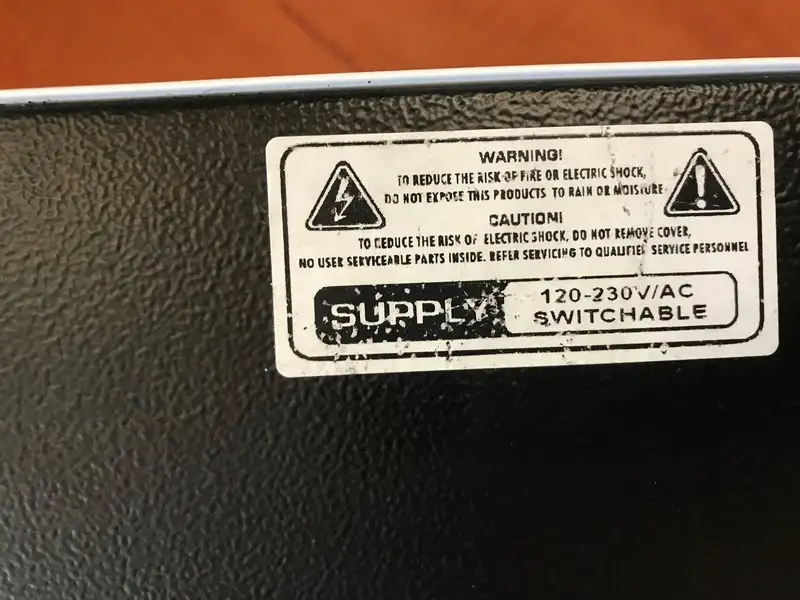 WARNING!
TO REDUCE THE RISK OF FIRE OR ELECTRIC SHOCK,
DO NOT EXPOSE THIS PRODUCTS TO RAIN OR MOISTURE
CAUTION!
TO REDUCE THE RISK OF ELECTRIC SHOCK, DO NOT REMOVE COVER,
NO USER SERVICEABLE PARTS INSIDE. REFER SERVICING TO QUALIFIED SERVICE PERSONNEL
SUPPLY
120-230V/AC
SWITCHABLE